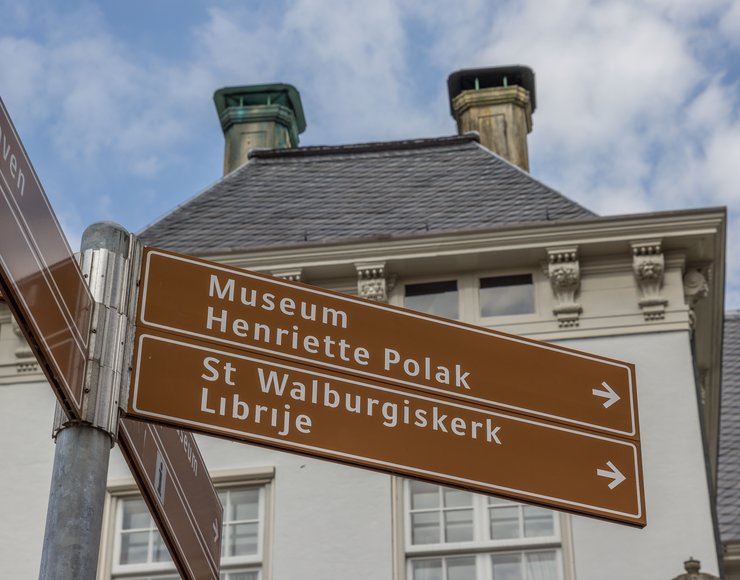 Museum
Henriette Polak
St Walburgiskerk
Librije